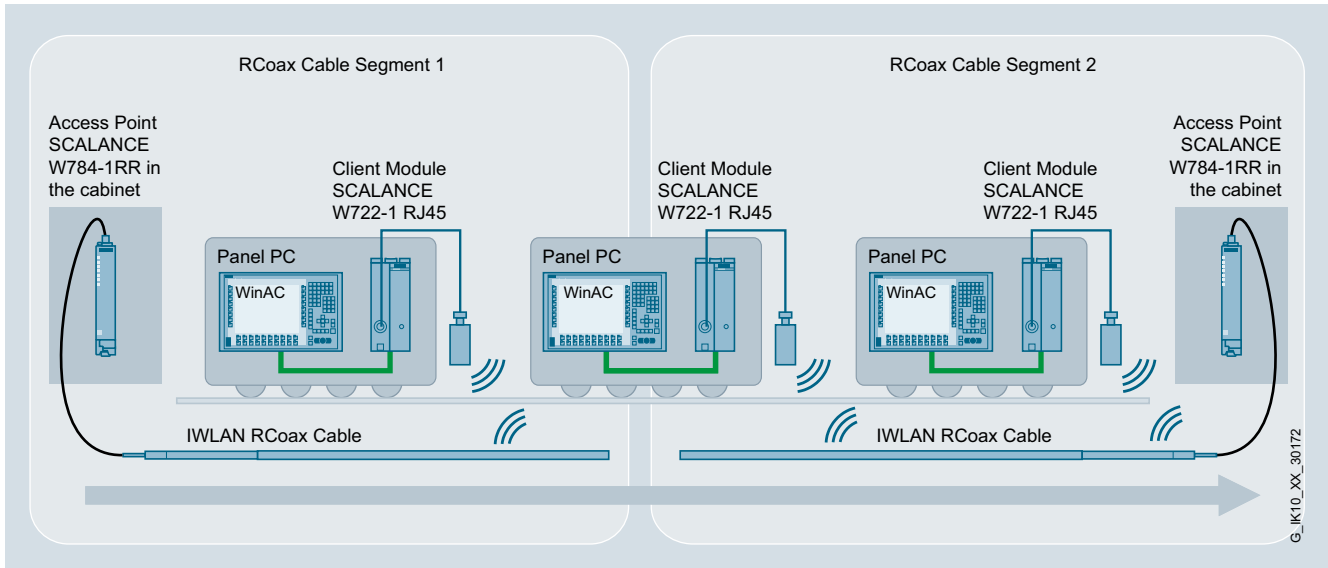 RCoax Cable Segment 1
RCoax Cable Segment 2
Access Point
SCALANCE
W784-1RR in
the cabinet
Client Module
SCALANCE
W722-1 RJ45
Client Module
SCALANCE
W722-1 RJ45
Client Module
SCALANCE
W722-1 RJ45
Access Point
SCALANCE
W784-1RR in
the cabinet
Panel PC
WinAC
Panel PC
WinAC
Panel PC
WinAC
IWLAN RCoax Cable
IWLAN RCoax Cable
G_IK10_XX_30172